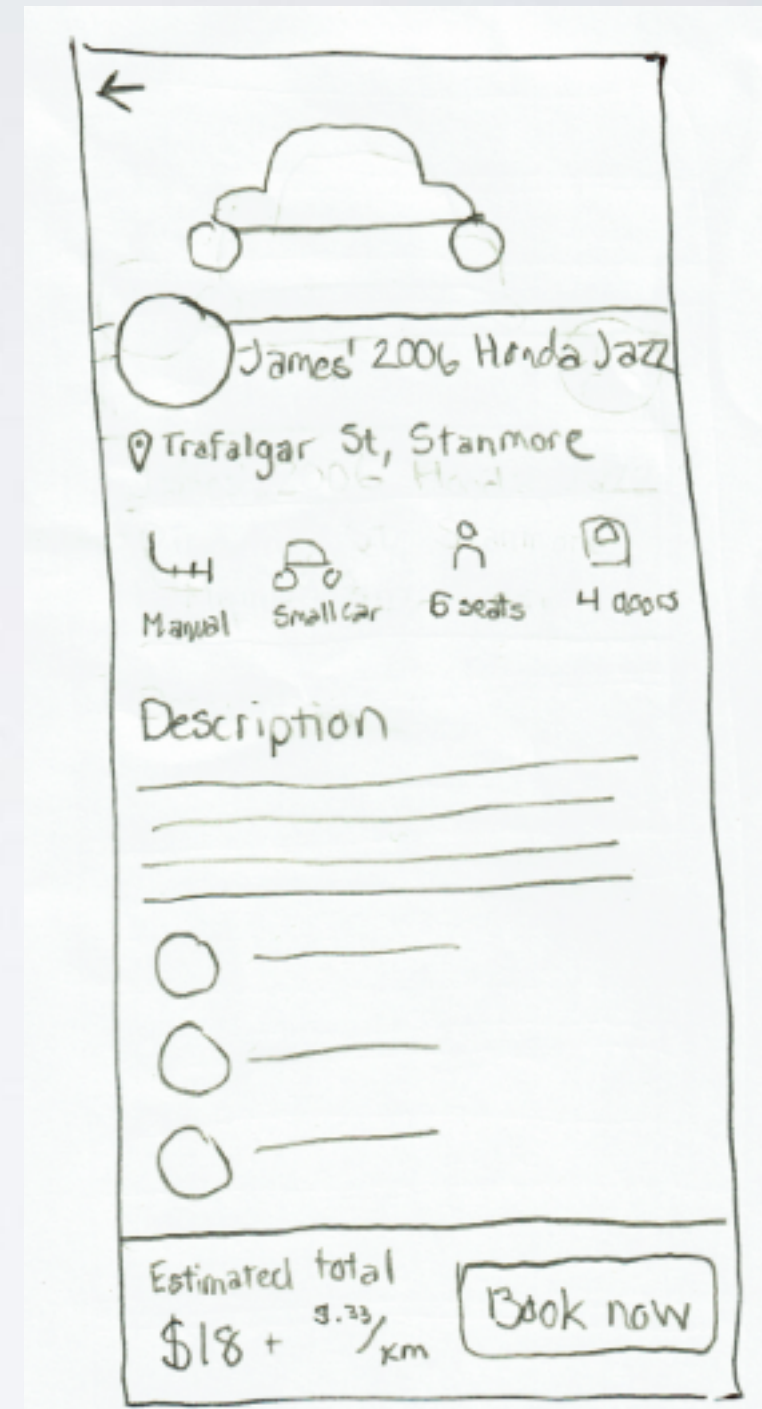 James' 2006 Honda Jazz
Trafalgar St, Stanmore
Manual Small car 6 seats 4 doors
Description
Estimated total
$18 + $.33/km
Book now